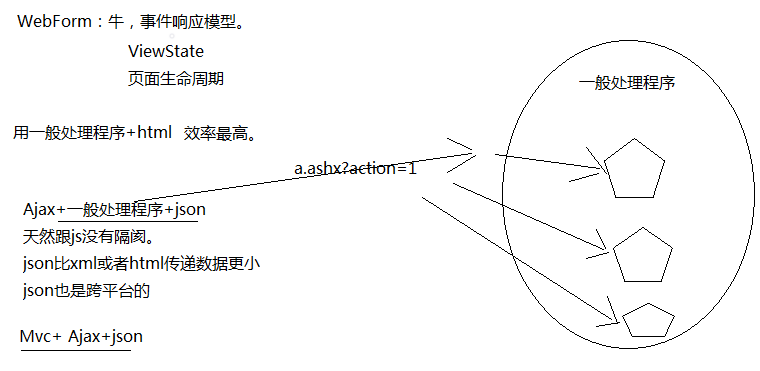 WebForm：牛，事件响应模型。
ViewState
页面生命周期
一般处理程序
用一般处理程序+html 效率最高。
a.ashx?action=1
Ajax+一般处理程序+json
天然跟js没有隔阂。
json比xml或者html传递数据更小
json也是跨平台的
Mvc+ Ajax+json